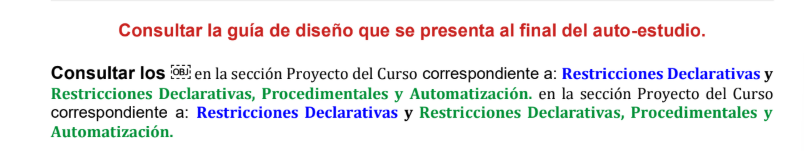 Consultar la guía de diseño que se presenta al final del auto-estudio.
Consultar los OBJ en la sección Proyecto del Curso correspondiente a: Restricciones Declarativas y
Restricciones Declarativas, Procedimentales y Automatización. en la sección Proyecto del Curso
correspondiente a: Restricciones Declarativas y Restricciones Declarativas, Procedimentales y
Automatización.